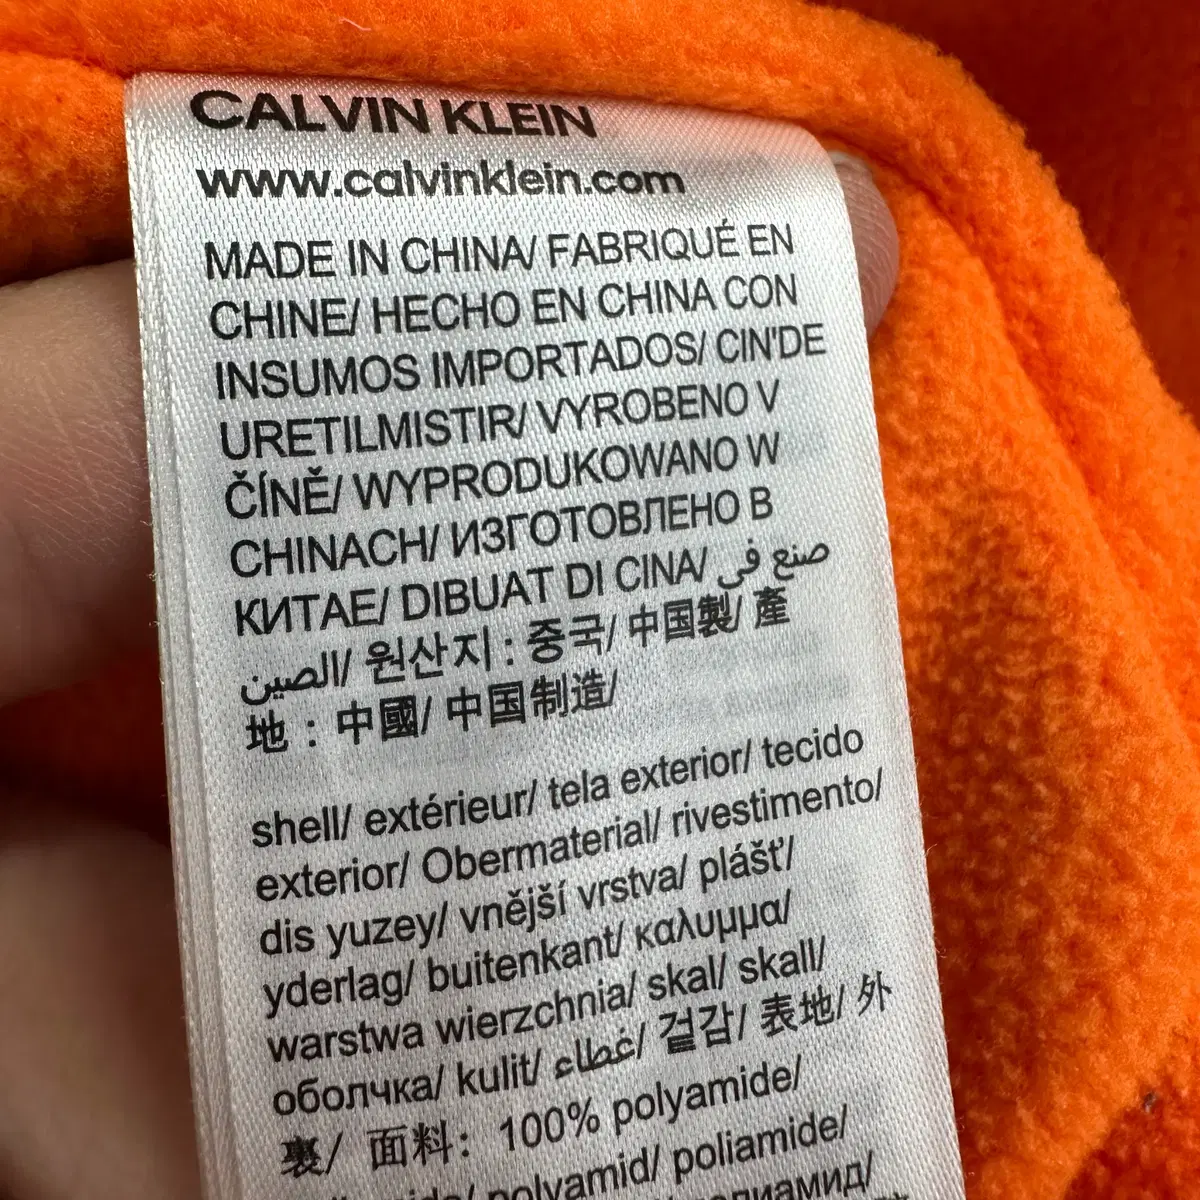 CALVIN KLEIN
www.calvinklein.com
MADE IN CHINA/ FABRIQUÉ EN
CHINE/ HECHO EN CHINA CON
INSUMOS IMPORTADOS/ CIN'DE
URETILMISTIR/ VYROBENO V
ČÍNĚ/ WYPRODUKOWANO W
CHINACH/ ИЗГОТОВЛЕНО В
КИТАЕ/ DIBUAT DI CINA/ صنع في
الصين/ 원산지 : 중국/ 中国製/ 產
地 : 中國/ 中国制造/
shell/ extérieur/ tela exterior/ tecido
exterior/ Obermaterial/ rivestimento/
dis yuzey/ vnější vrstva/ plášť/
yderlag/ buitenkant/ καλυμμα/
warstwa wierzchnia/ skal/ skall/
оболчка/ kulit/ غطاء/ 겉감/ 表地/ 外
裏/ 面料: 100% polyamide/
polyamid/ poliamide/